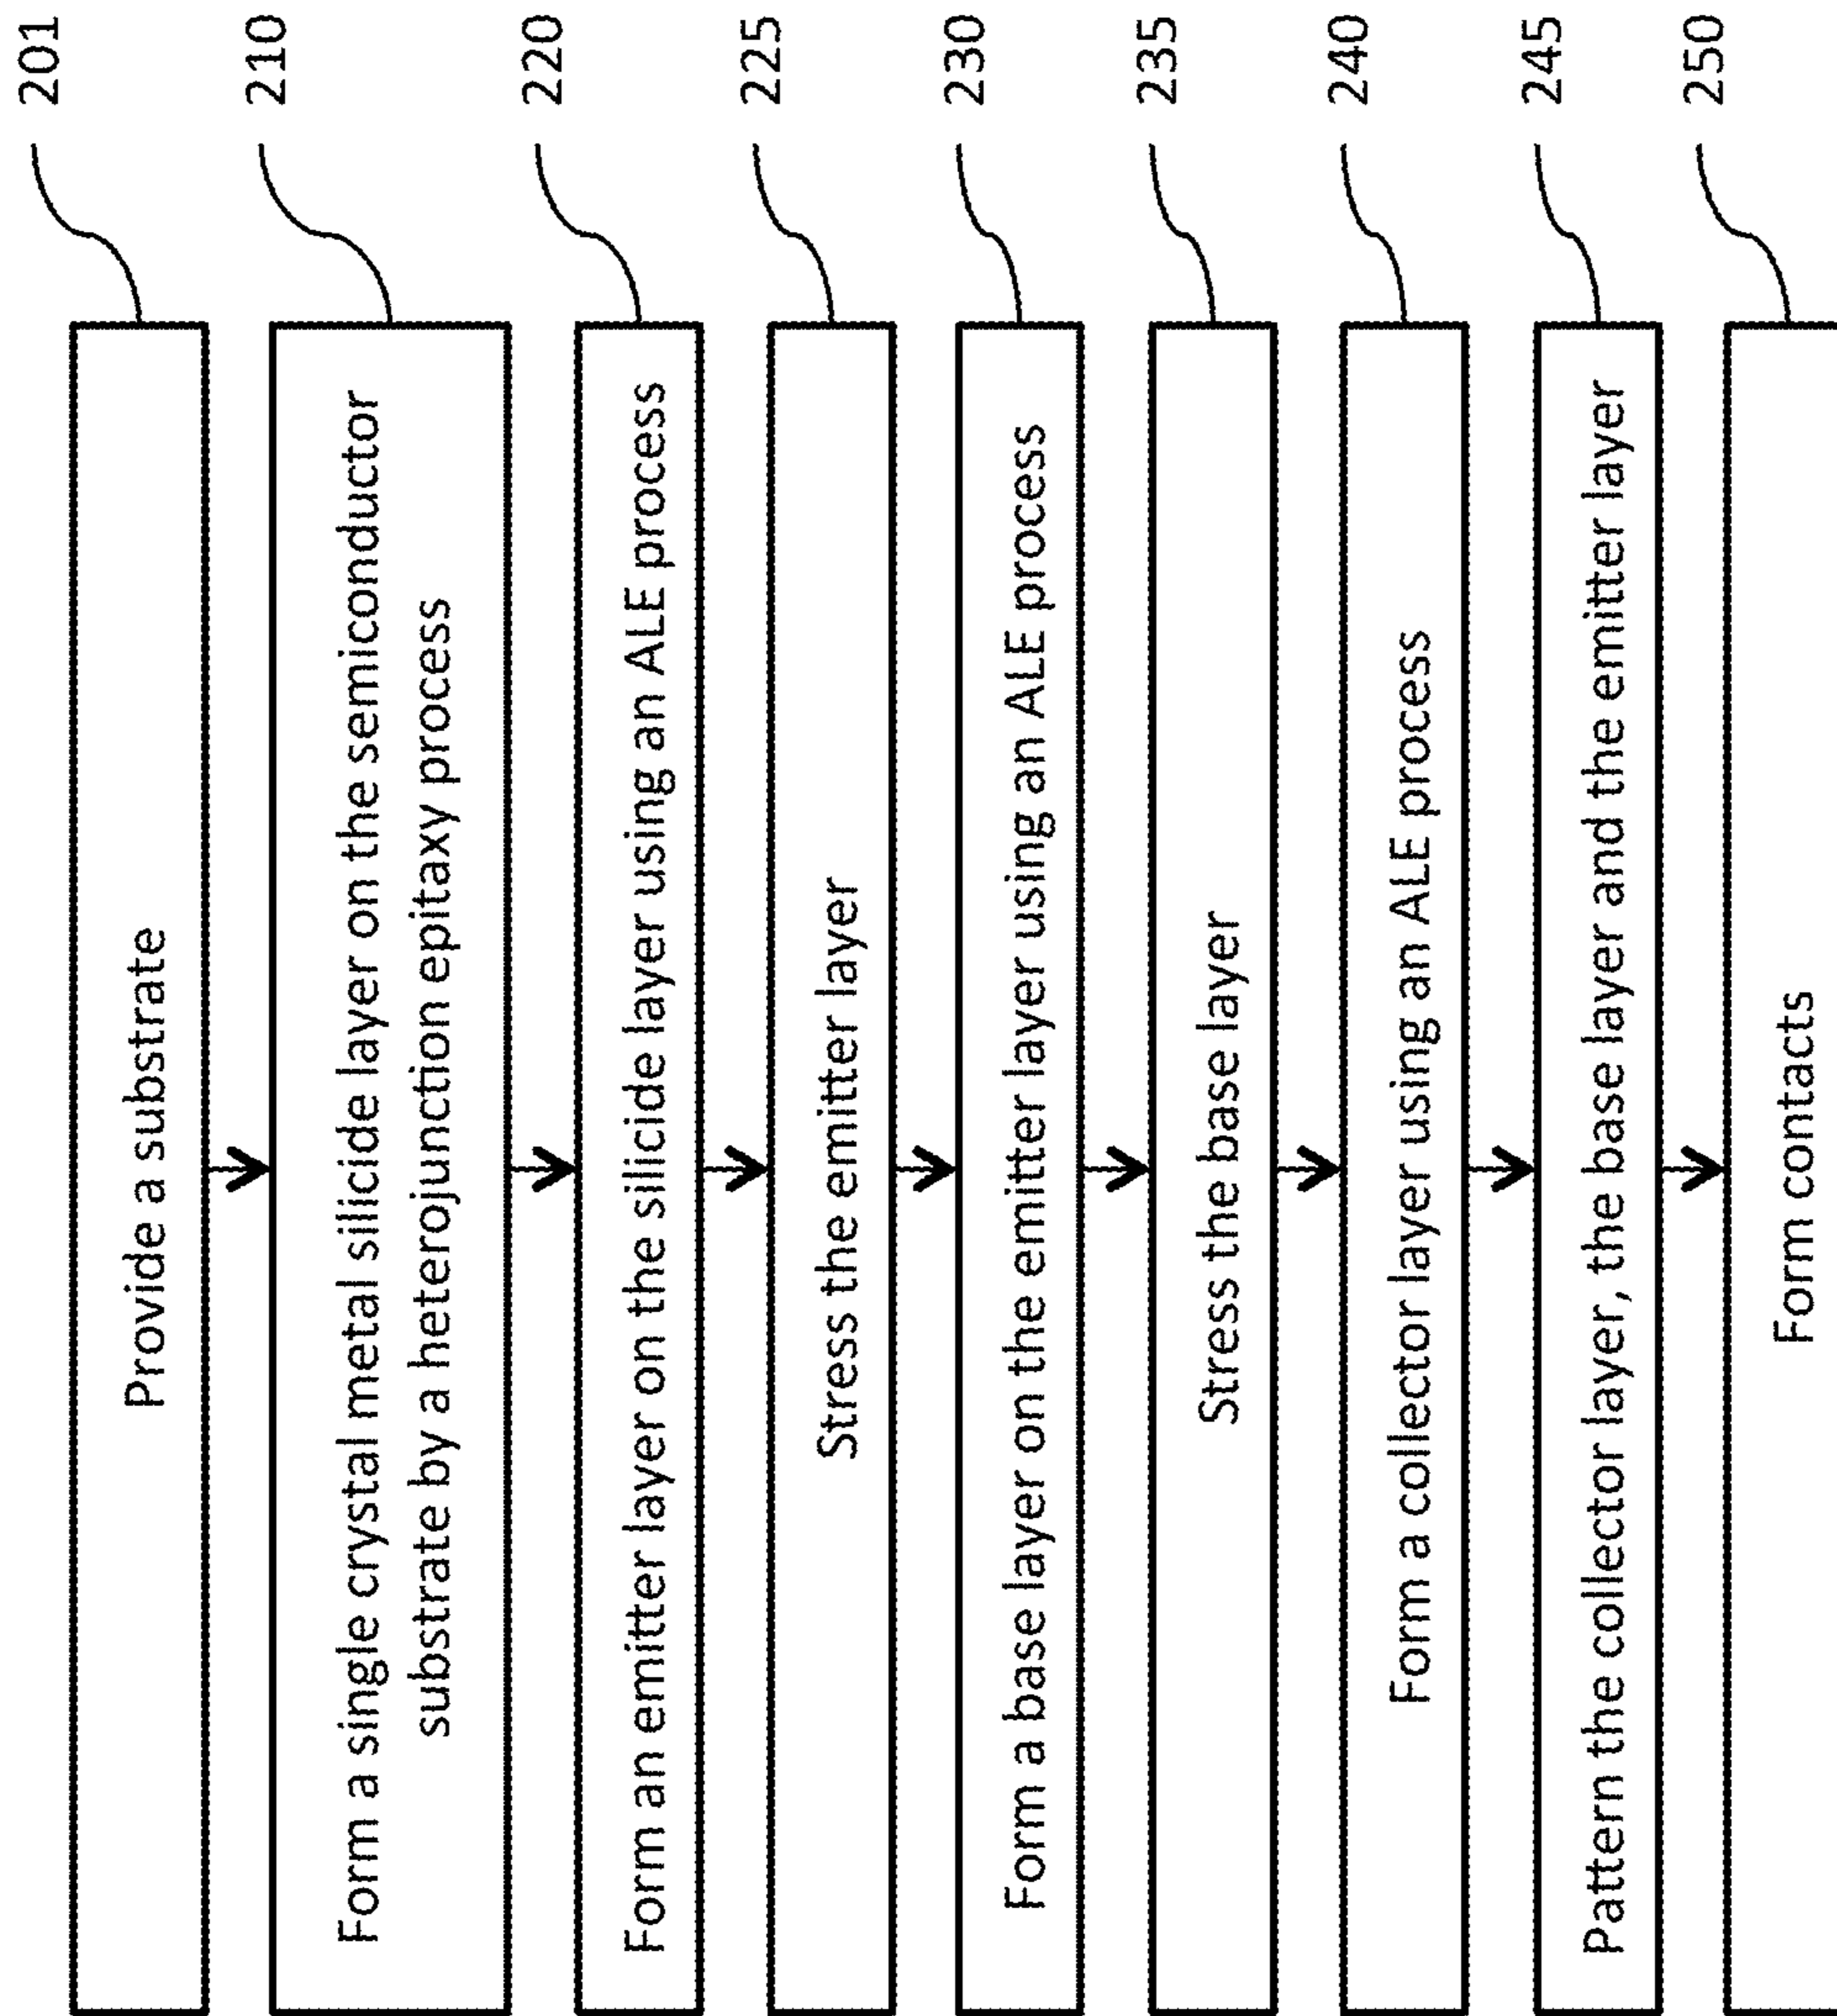 Provide a substrate
201
Form a single crystal metal silicide layer on the semiconductor
substrate by a heterojunction epitaxy process
210
Form an emitter layer on the silicide layer using an ALE process
220
Stress the emitter layer
225
Form a base layer on the emitter layer using an ALE process
230
Stress the base layer
235
Form a collector layer using an ALE process
240
Pattern the collector layer, the base layer and the emitter layer
245
Form contacts
250